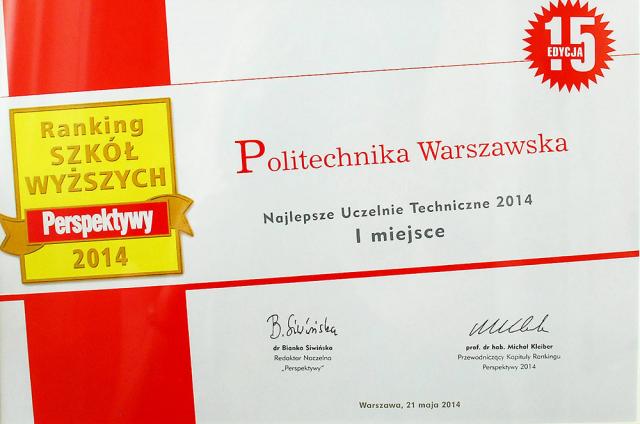 15
EDYCJA
Ranking
SZKÓŁ
WYŻSZYCH
Perspektywy
2014
Politechnika Warszawska
Najlepsze Uczelnie Techniczne 2014
I miejsce
B. Siwińska
dr Bianka Siwińska
Redaktor Naczelna
„Perspektywy”
prof. dr hab. Michał Kleiber
Przewodniczący Kapituły Rankingu
Perspektywy 2014
Warszawa, 21 maja 2014